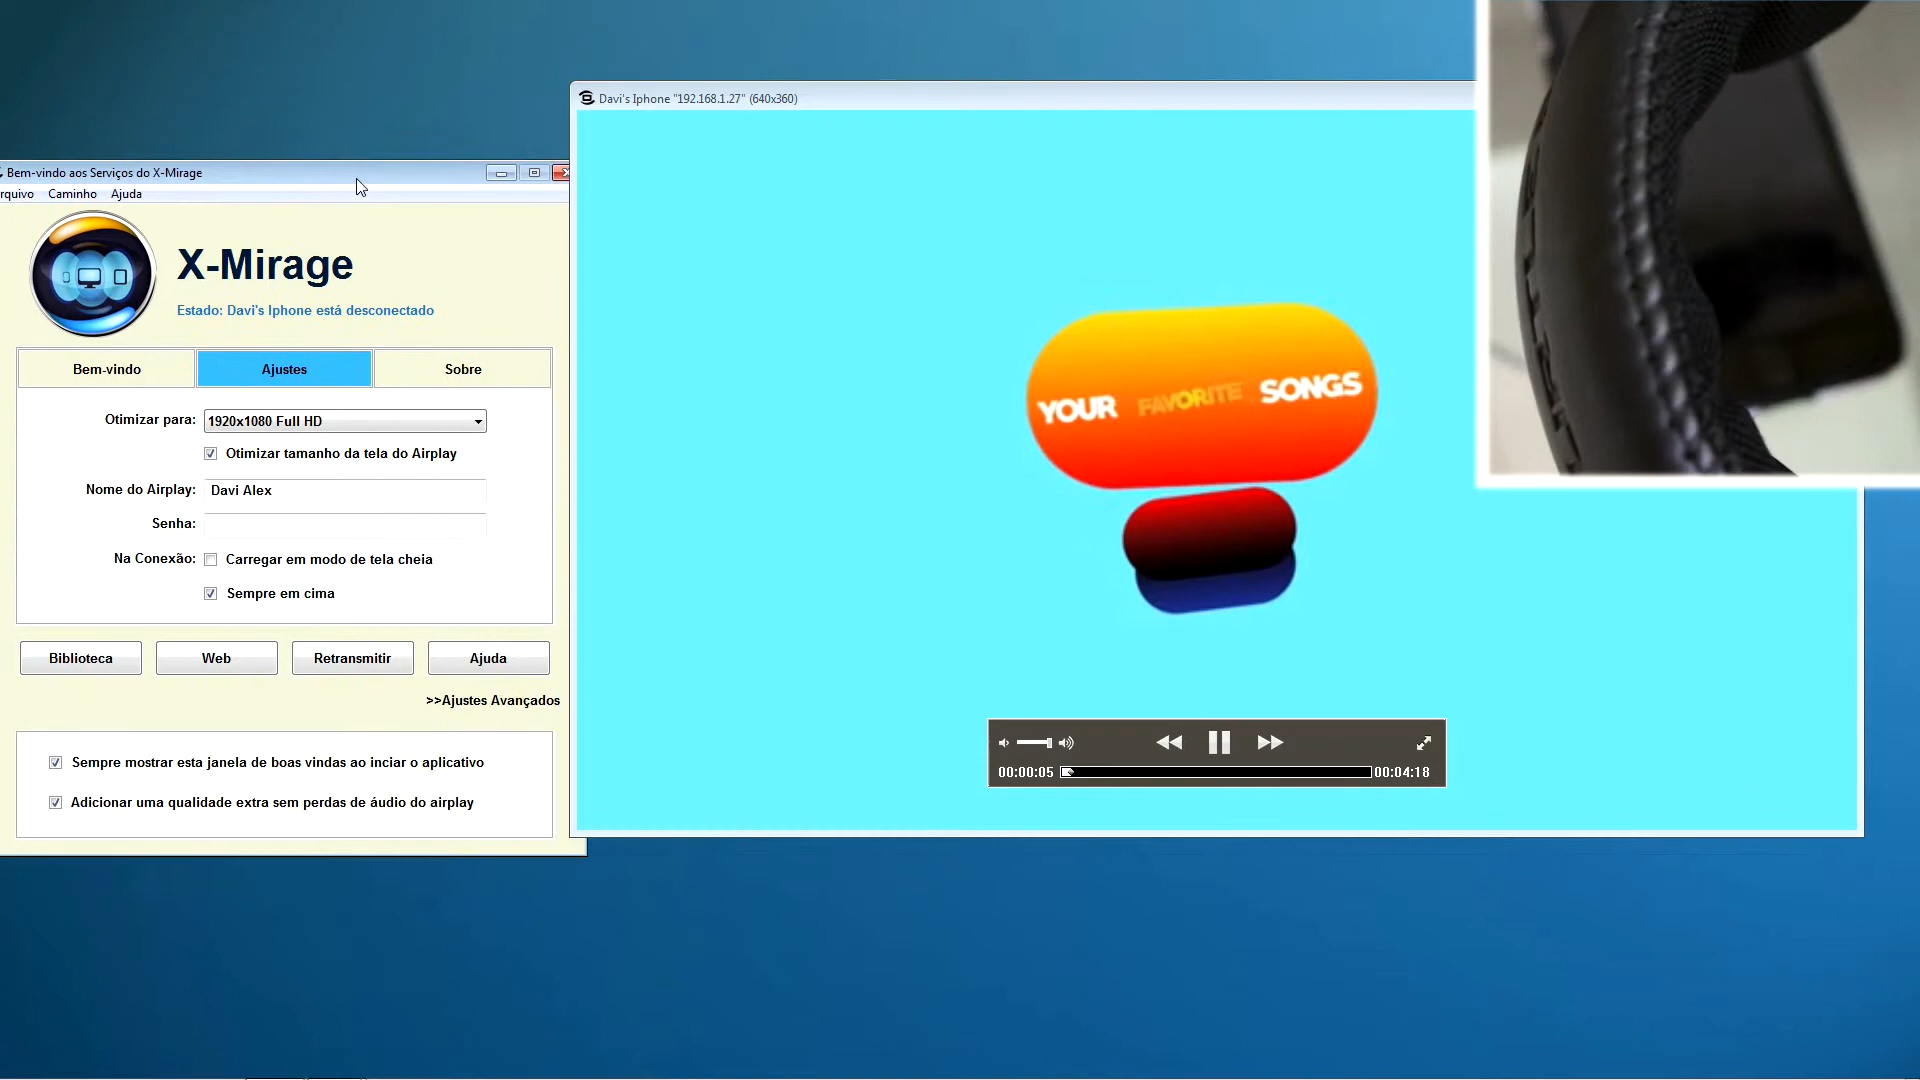 Davi's Iphone "192.168.1.27" (640x360)
Bem-vindo aos Serviços do X-Mirage
rquivo Caminho Ajuda
X-Mirage
Estado: Davi's Iphone está desconectado
Bem-vindo Ajustes Sobre
Otimizar para: 1920x1080 Full HD
Otimizar tamanho da tela do Airplay
Nome do Airplay: Davi Alex
Senha:
Na Conexão: Carregar em modo de tela cheia
Sempre em cima
Biblioteca Web Retransmitir Ajuda
>>Ajustes Avançados
Sempre mostrar esta janela de boas vindas ao inciar o aplicativo
Adicionar uma qualidade extra sem perdas de áudio do airplay
YOUR FAVORITE SONGS
00:00:05 00:04:18